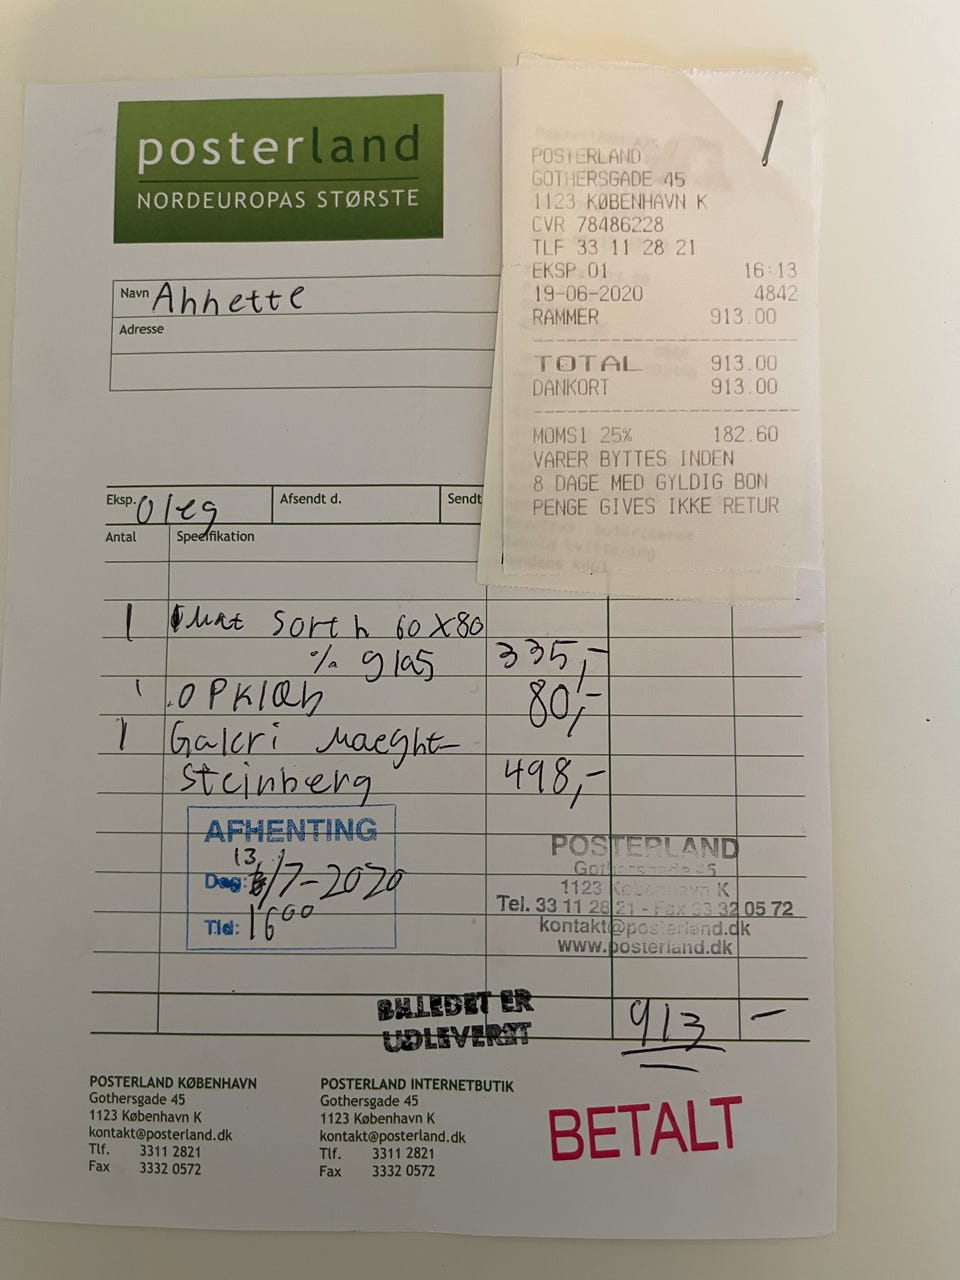 posterland
NORDEUROPAS STØRSTE
POSTERLAND
GOTHERSGADE 45
1123 KØBENHAVN K
CVR 78486228
TLF 33 11 28 21
EKSP.01 16:13
19-06-2020 4842
RAMMER 913.00
TOTAL 913.00
DANKORT 913.00
MOMS1 25% 182.60
VARER BYTTES INDEN
8 DAGE MED GYLDIG BON
PENGE GIVES IKKE RETUR
Navn Annette
Adresse
Eksp. Oleg Afsendt d. Sendt
Antal Specifikation
1 Mat sort h 60x80
% glas 335,-
1 opklæb 80,-
1 Galeri Maeght
Steinberg 498,-
AFHENTING
Dag: 13/7-2020
Tid: 16 00
POSTERLAND
Gothersgade 45
1123 København K
Tel. 33 11 28 21 - Fax 33 32 05 72
kontakt@posterland.dk
www.posterland.dk
BILLEDET ER
UDLEVERET
913 -
POSTERLAND KØBENHAVN
Gothersgade 45
1123 København K
kontakt@posterland.dk
Tlf. 3311 2821
Fax 3332 0572
POSTERLAND INTERNETBUTIK
Gothersgade 45
1123 København K
kontakt@posterland.dk
Tlf. 3311 2821
Fax 3332 0572
BETALT